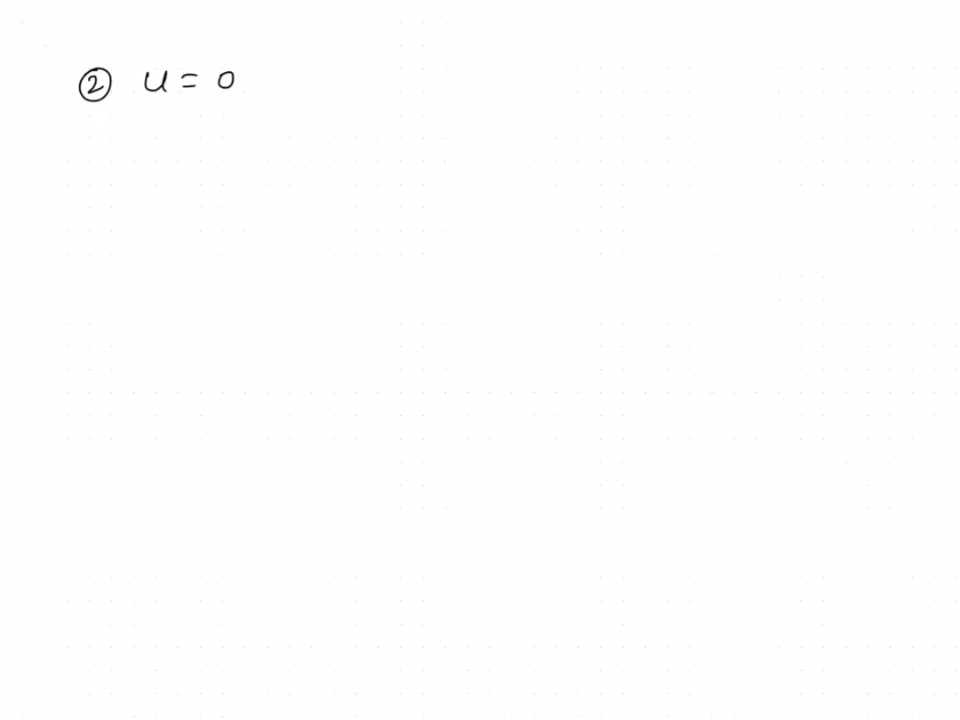 ② u = 0